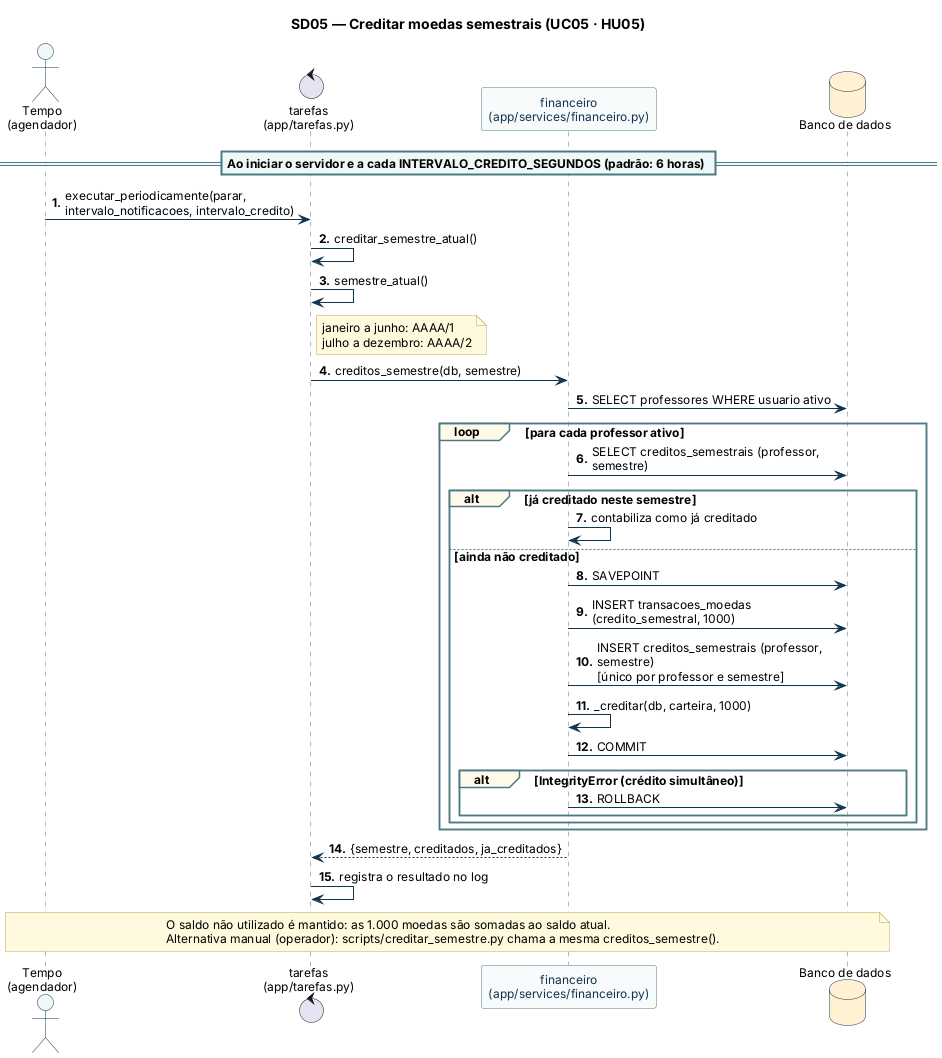 SD05 — Creditar moedas semestrais (UC05 · HU05)
Tempo
(agendador)
tarefas
(app/tarefas.py)
financeiro
(app/services/financeiro.py)
Banco de dados
Ao iniciar o servidor e a cada INTERVALO_CREDITO_SEGUNDOS (padrão: 6 horas)
1. executar_periodicamente(parar,
intervalo_notificacoes, intervalo_credito)
2. creditar_semestre_atual()
3. semestre_atual()
janeiro a junho: AAAA/1
julho a dezembro: AAAA/2
4. creditos_semestre(db, semestre)
5. SELECT professores WHERE usuario ativo
loop [para cada professor ativo]
6. SELECT creditos_semestrais (professor,
semestre)
alt [já creditado neste semestre]
7. contabiliza como já creditado
[ainda não creditado]
8. SAVEPOINT
9. INSERT transacoes_moedas
(credito_semestral, 1000)
10. INSERT creditos_semestrais (professor,
semestre)
[único por professor e semestre]
11. _creditar(db, carteira, 1000)
12. COMMIT
alt [IntegrityError (crédito simultâneo)]
13. ROLLBACK
14. {semestre, creditados, ja_creditados}
15. registra o resultado no log
O saldo não utilizado é mantido: as 1.000 moedas são somadas ao saldo atual.
Alternativa manual (operador): scripts/creditar_semestre.py chama a mesma creditos_semestre().
Tempo
(agendador)
tarefas
(app/tarefas.py)
financeiro
(app/services/financeiro.py)
Banco de dados